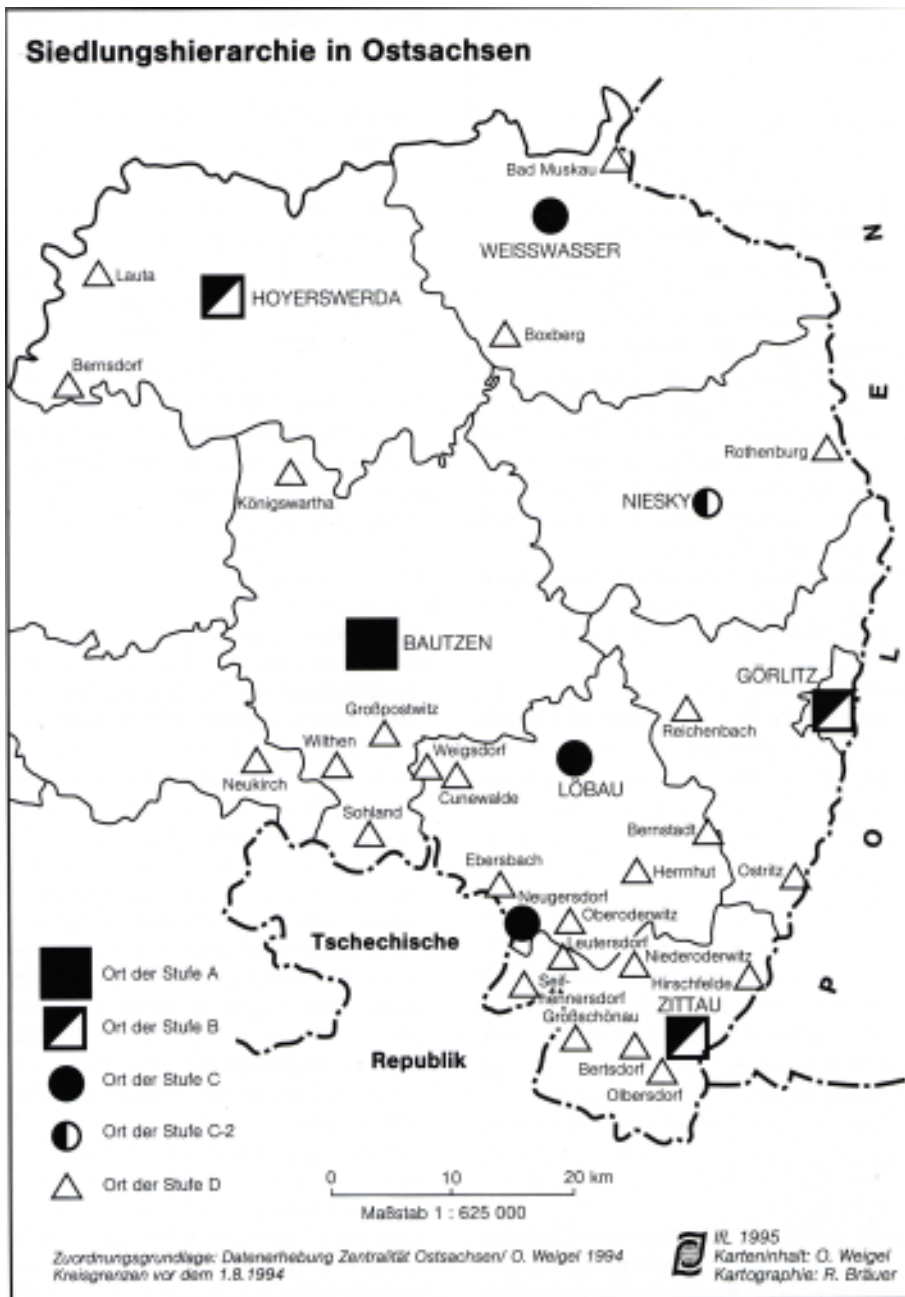 Siedlungshierarchie in Ostsachsen
Bad Muskau
WEISSWASSER
Lauta
HOYERSWERDA
Boxberg
Bernsdorf
Rothenburg
Königswartha
NIESKY
BAUTZEN
GÖRLITZ
Großpostwitz
Reichenbach
Wilthen
Weigsdorf
Neukirch
Cunewalde
LÖBAU
Sohland
Bernstadt
Ebersbach
Herrnhut
Ostritz
Neugersdorf
Oberoderwitz
Tschechische
Leutersdorf
Niederoderwitz
Hirschfelde
Seif-
hennersdorf
ZITTAU
Großschönau
Republik
Bertsdorf
Olbersdorf
P O L E N
Ort der Stufe A
Ort der Stufe B
Ort der Stufe C
Ort der Stufe C-2
Ort der Stufe D
0 10 20 km
Maßstab 1 : 625 000
Zuordnungsgrundlage: Datenerhebung Zentralität Ostsachsen/ O. Weigel 1994
Kreisgrenzen vor dem 1.8.1994
IfL 1995
Karteninhalt: O. Weigel
Kartographie: R. Bräuer